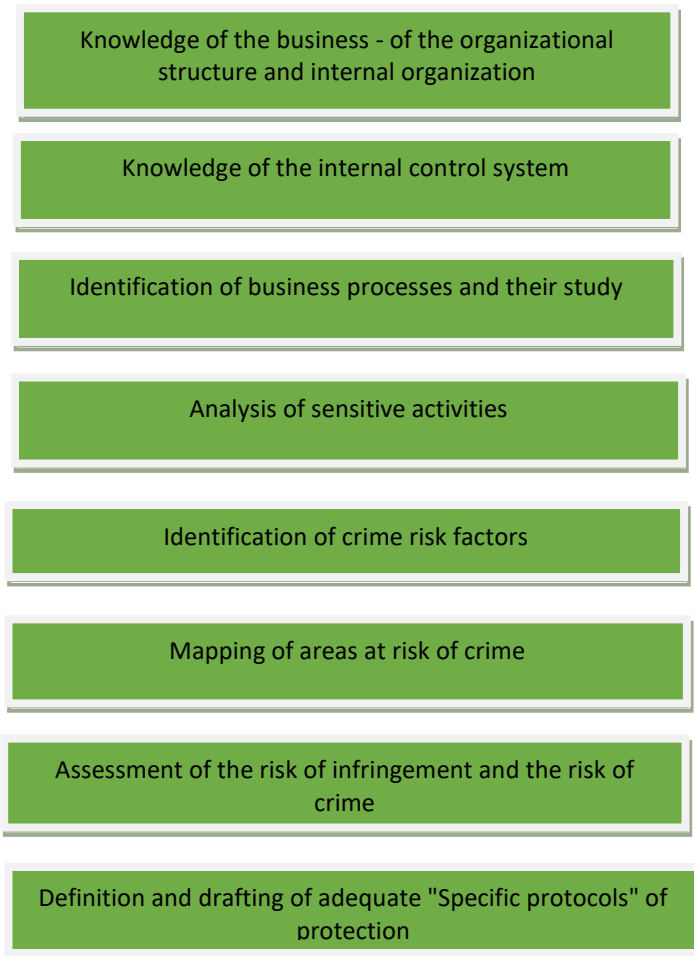 Knowledge of the business - of the organizational
structure and internal organization
Knowledge of the internal control system
Identification of business processes and their study
Analysis of sensitive activities
Identification of crime risk factors
Mapping of areas at risk of crime
Assessment of the risk of infringement and the risk of
crime
Definition and drafting of adequate "Specific protocols" of
protection